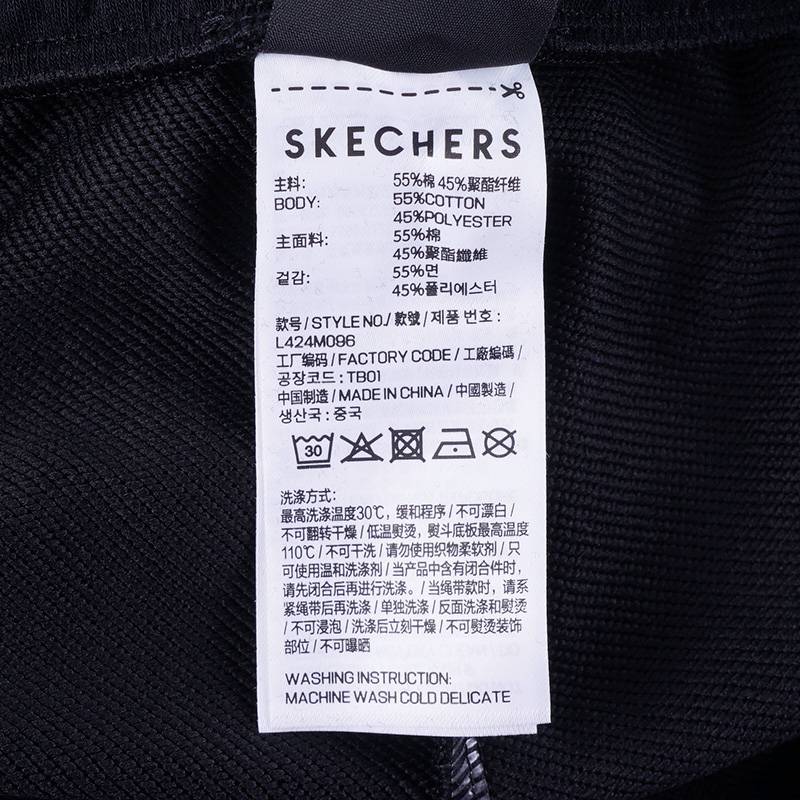 SKECHERS
主料: 55%棉 45%聚酯纤维
BODY: 55%COTTON
45%POLYESTER
主面料: 55%棉
45%聚酯纖維
겉감: 55%면
45%폴리에스터
款号 / STYLE NO./ 款號 / 제품 번호 :
L424M096
工厂编码 / FACTORY CODE / 工廠編碼 /
공장코드 : TB01
中国制造 / MADE IN CHINA / 中國製造 /
생산국 : 중국
30
洗涤方式:
最高洗涤温度30℃, 缓和程序 / 不可漂白 /
不可翻转干燥 / 低温熨烫, 熨斗底板最高温度
110℃ / 不可干洗 / 请勿使用织物柔软剂 / 只
可使用温和洗涤剂 / 当产品中含有闭合件时, 
请先闭合后再进行洗涤。/ 当绳带款时, 请系
紧绳带后再洗涤 / 单独洗涤 / 反面洗涤和熨烫
/ 不可浸泡 / 洗涤后立刻干燥 / 不可熨烫装饰
部位 / 不可曝晒
WASHING INSTRUCTION:
MACHINE WASH COLD DELICATE